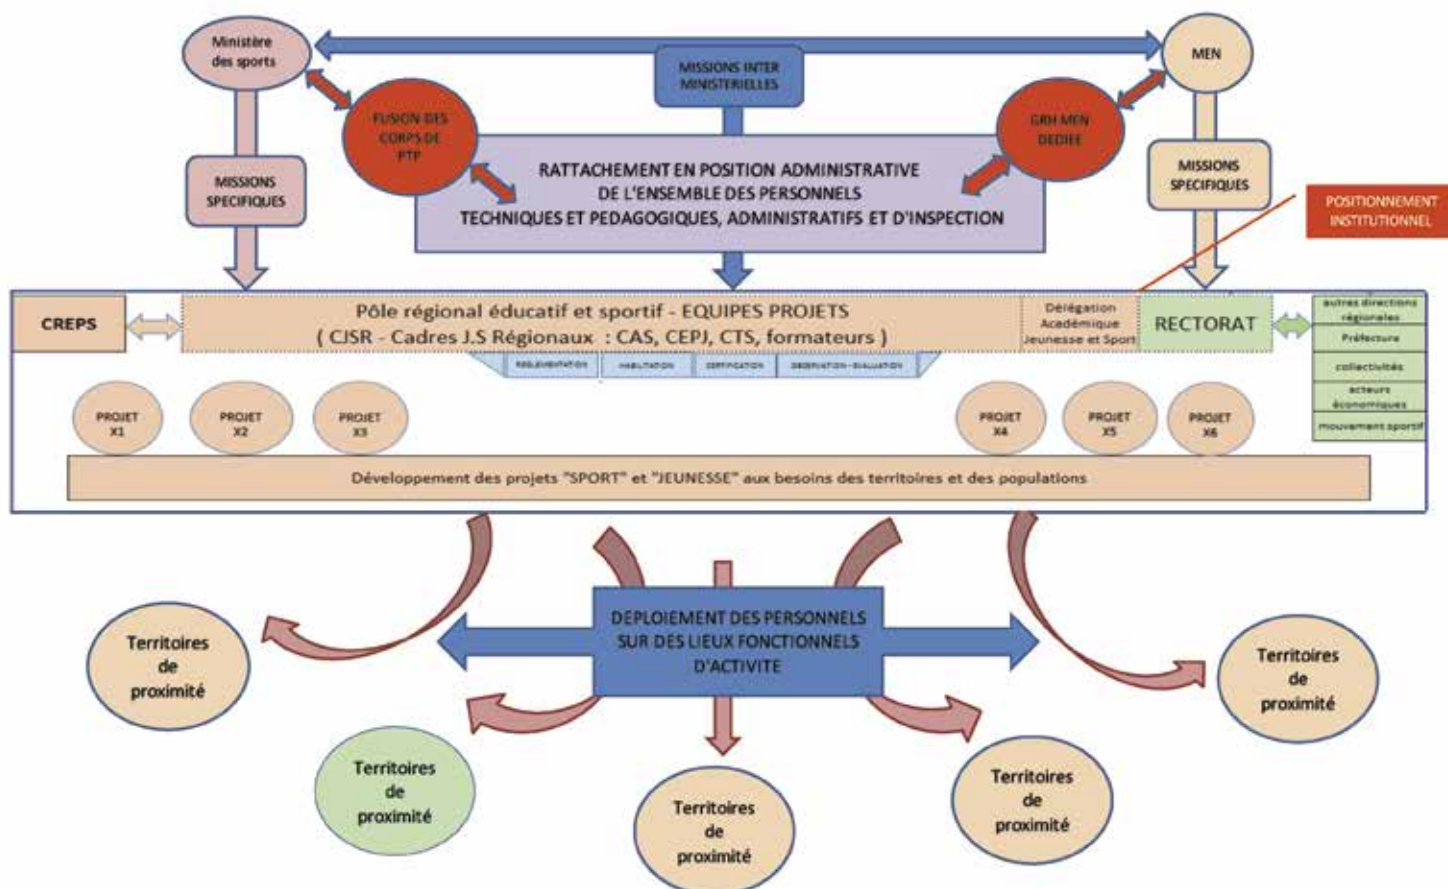 Ministère
des sports
MEN
MISSIONS INTER
MINISTERIELLES
FUSION DES
CORPS DE
PTP
GRH MEN
DEDIEE
RATTACHEMENT EN POSITION ADMINISTRATIVE
DE L'ENSEMBLE DES PERSONNELS
TECHNIQUES ET PEDAGOGIQUES, ADMINISTRATIFS ET D'INSPECTION
MISSIONS
SPECIFIQUES
MISSIONS
SPECIFIQUES
POSITIONNEMENT
INSTITUTIONNEL
CREPS
Pôle régional éducatif et sportif - EQUIPES PROJETS
( CJSR - Cadres J.S Régionaux : CAS, CEPJ, CTS, formateurs )
Délégation
Académique
Jeunesse et Sport
RECTORAT
autres directions
régionales
Préfecture
collectivités
acteurs
économiques
mouvement sportif
REGLEMENTATION
HABILITATION
CERTIFICATION
OBSERVATION - EVALUATION
PROJET
X1
PROJET
X2
PROJET
X3
PROJET
X4
PROJET
X5
PROJET
X6
Développement des projets "SPORT" et "JEUNESSE" aux besoins des territoires et des populations
DEPLOIEMENT DES PERSONNELS
SUR DES LIEUX FONCTIONNELS
D'ACTIVITE
Territoires
de
proximité
Territoires
de
proximité
Territoires
de
proximité
Territoires
de
proximité
Territoires
de
proximité